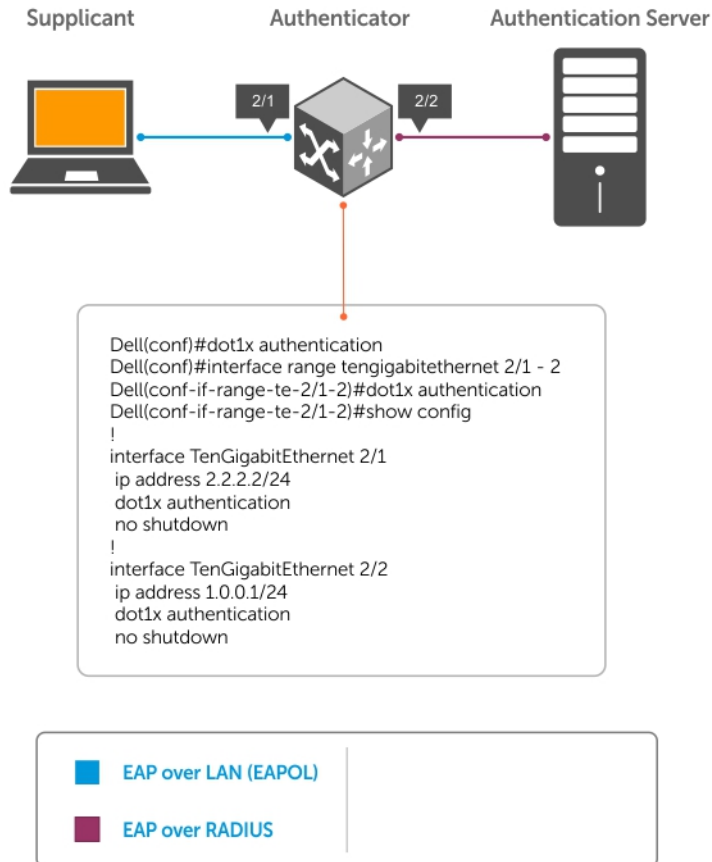 Supplicant
Authenticator
Authentication Server
2/1
2/2
Dell(conf)#dot1x authentication
Dell(conf)#interface range tengigabitethernet 2/1 - 2
Dell(conf-if-range-te-2/1-2)#dot1x authentication
Dell(conf-if-range-te-2/1-2)#show config
!
interface TenGigabitEthernet 2/1
ip address 2.2.2.2/24
dot1x authentication
no shutdown
!
interface TenGigabitEthernet 2/2
ip address 1.0.0.1/24
dot1x authentication
no shutdown
EAP over LAN (EAPOL)
EAP over RADIUS